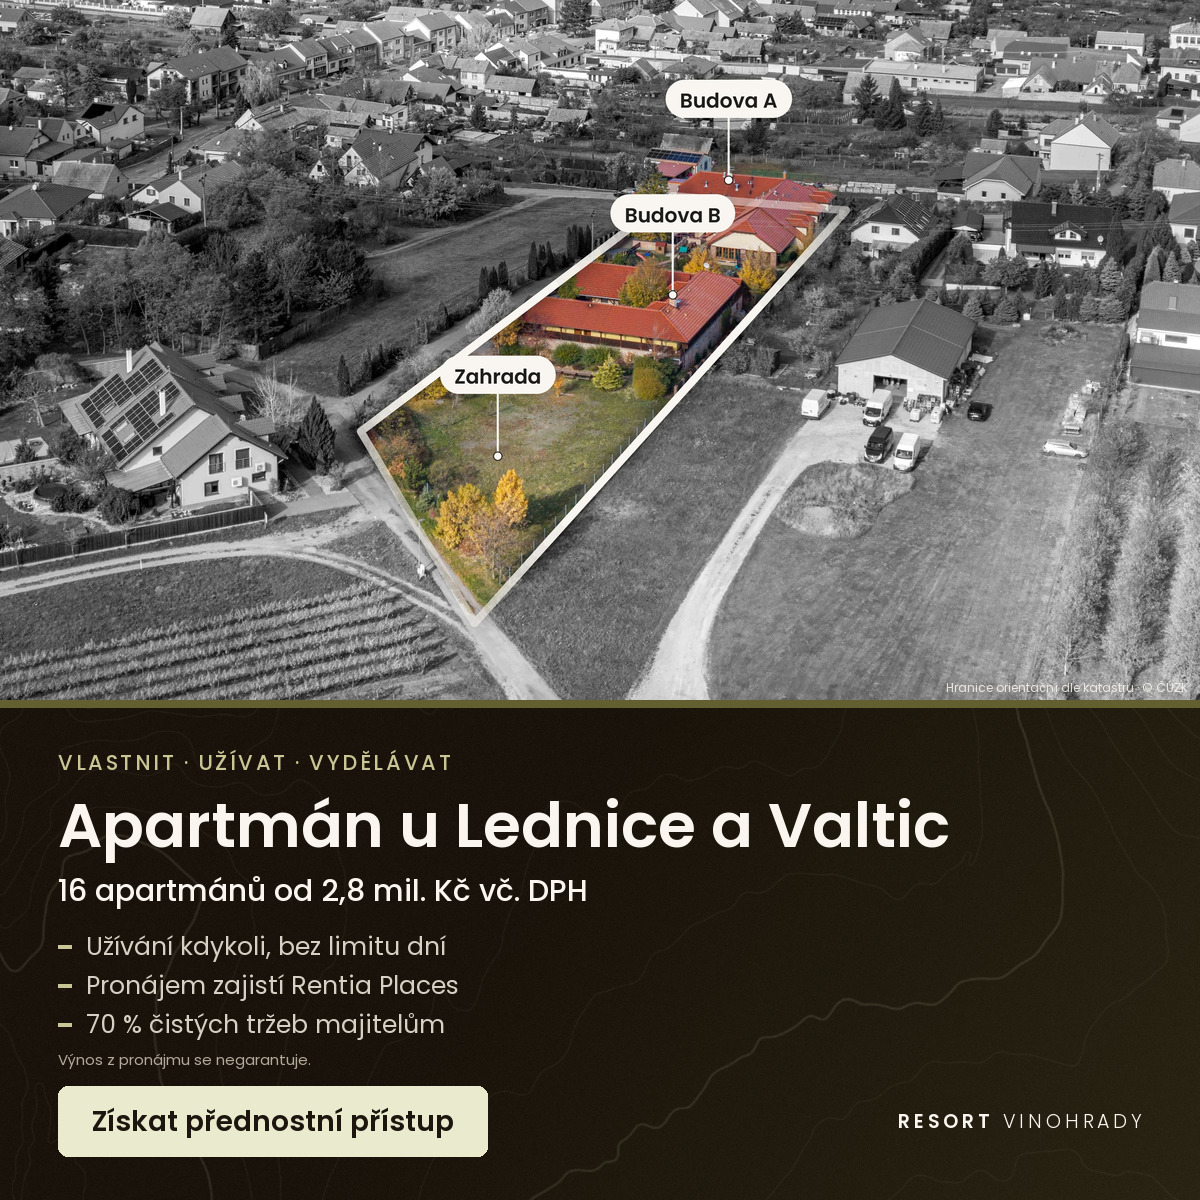 Budova A
Budova B
Zahrada
Hranice orientační dle katastru · © ČÚZK
VLASTNIT · UŽÍVAT · VYDĚLÁVAT
Apartmán u Lednice a Valtic
16 apartmánů od 2,8 mil. Kč vč. DPH
– Užívání kdykoli, bez limitu dní
– Pronájem zajistí Rentia Places
– 70 % čistých tržeb majitelům
Výnos z pronájmu se negarantuje.
Získat přednostní přístup
RESORT VINOHRADY